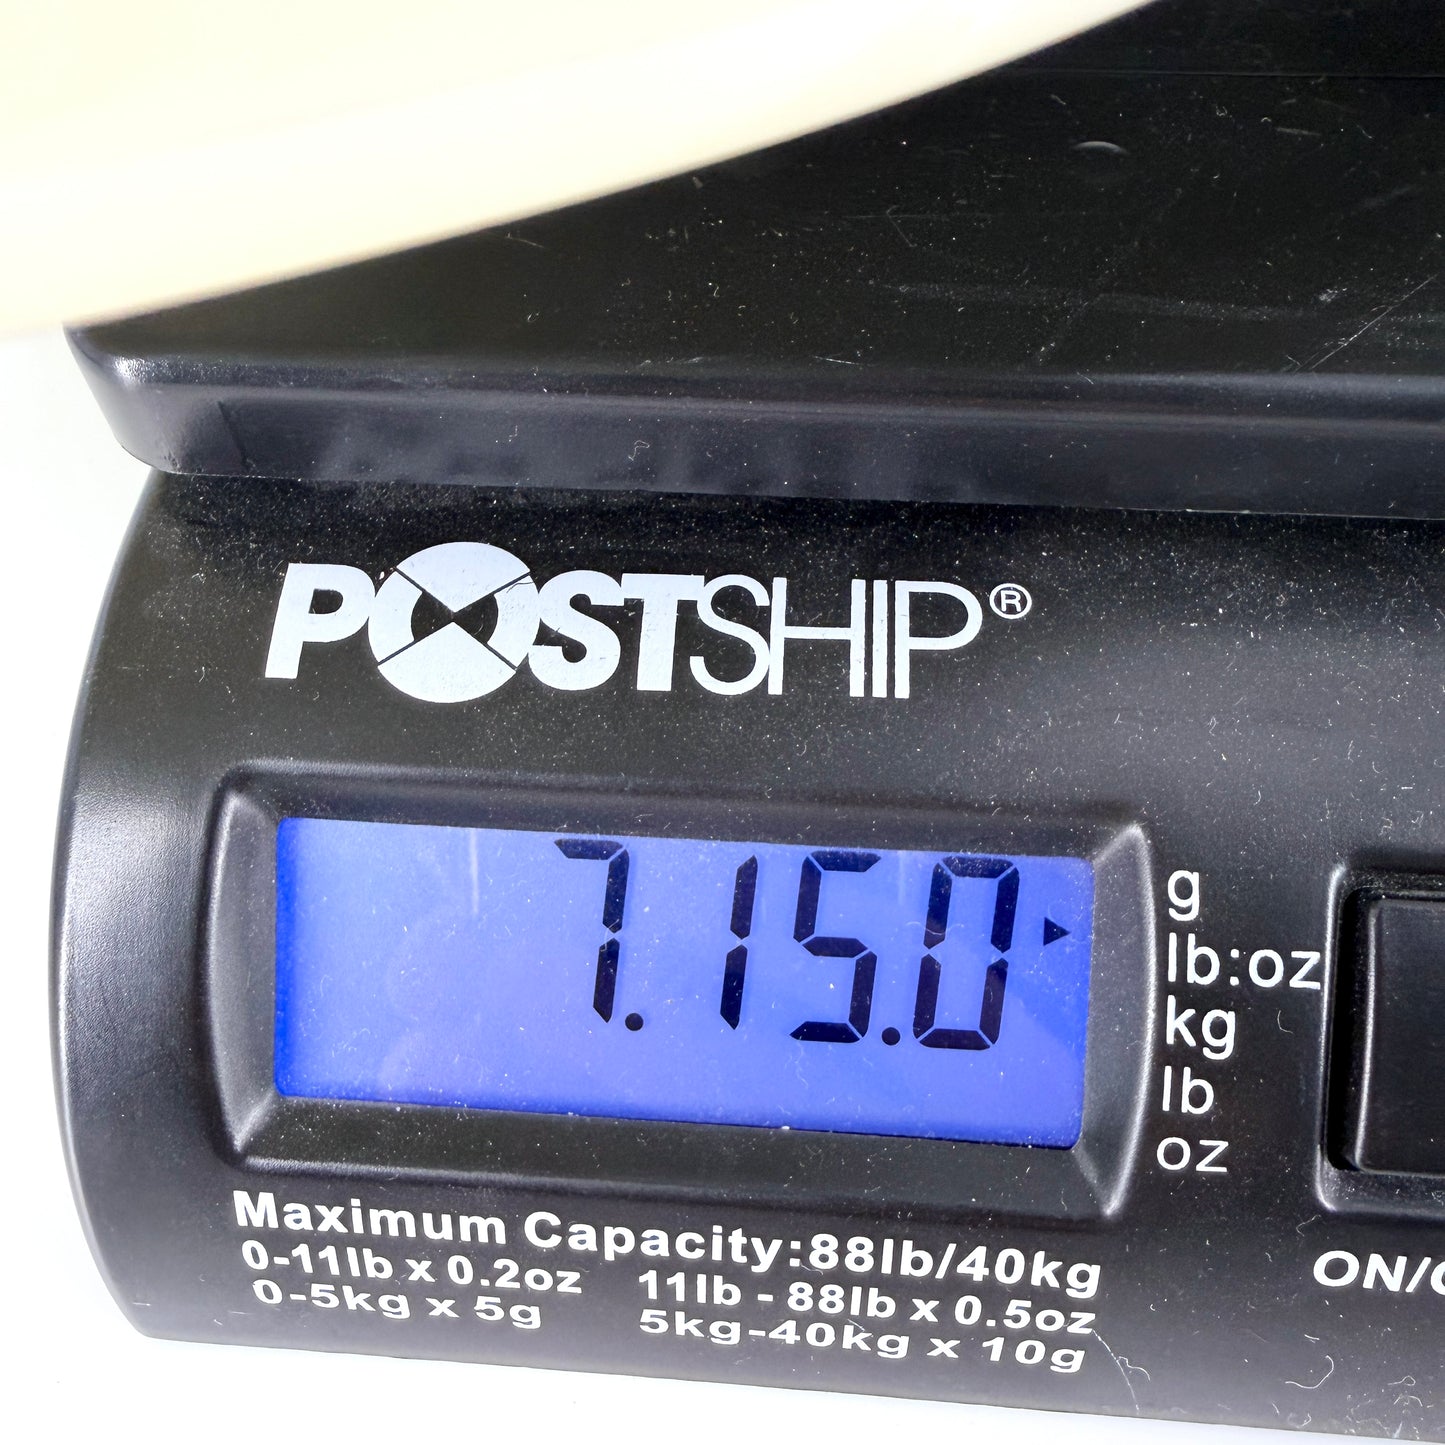 POSTSHIP®
7.15.0
g
lb:oz
kg
lb
oz
Maximum Capacity:88lb/40kg
0-11lb x 0.2oz 11lb - 88lb x 0.5oz
0-5kg x 5g 5kg-40kg x 10g
ON/